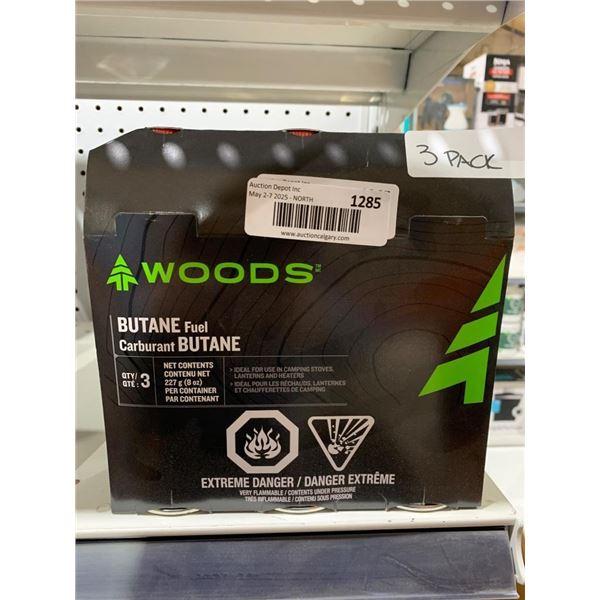 3 PACK
Auction Depot Inc
May 2-7 2025 - NORTH
1285
www.auctioncalgary.com
WOODS
BUTANE Fuel
Carburant BUTANE
QTY/
QTÉ : 3
NET CONTENTS
CONTENU NET
227 g (8 oz)
PER CONTAINER
PAR CONTENANT
› IDEAL FOR USE IN CAMPING STOVES,
LANTERNS AND HEATERS
› IDÉAL POUR LES RÉCHAUDS, LANTERNES
ET CHAUFFERETTES DE CAMPING
EXTREME DANGER / DANGER EXTRÊME
VERY FLAMMABLE / CONTENTS UNDER PRESSURE
TRÈS INFLAMMABLE / CONTENU SOUS PRESSION
NINJA